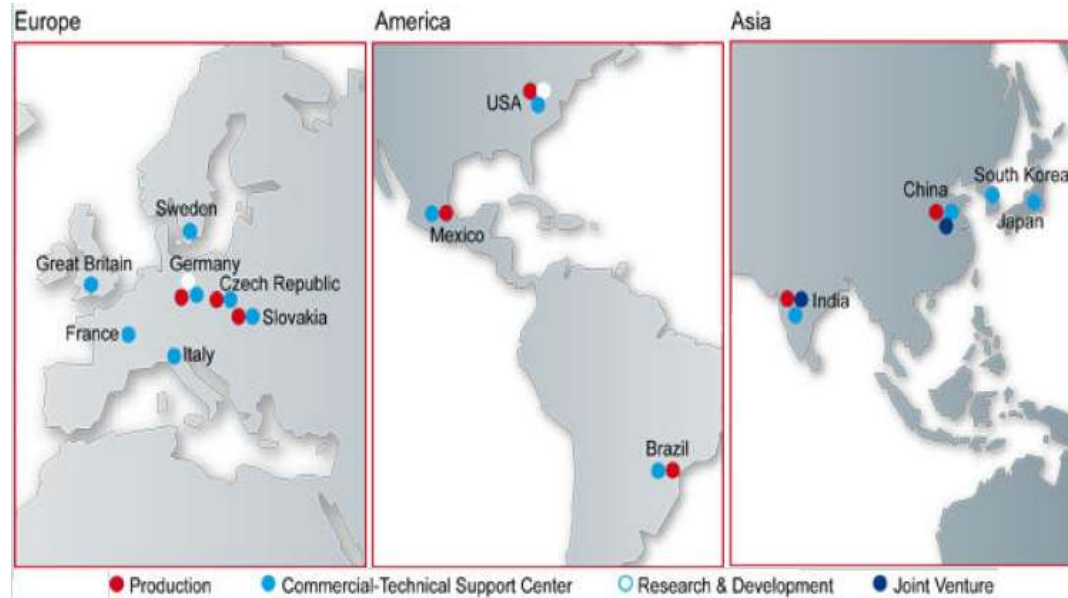 Europe
America
Asia
Sweden
Great Britain
Germany
Czech Republic
Slovakia
France
Italy
USA
Mexico
Brazil
South Korea
China
Japan
India
Production
Commercial-Technical Support Center
Research & Development
Joint Venture